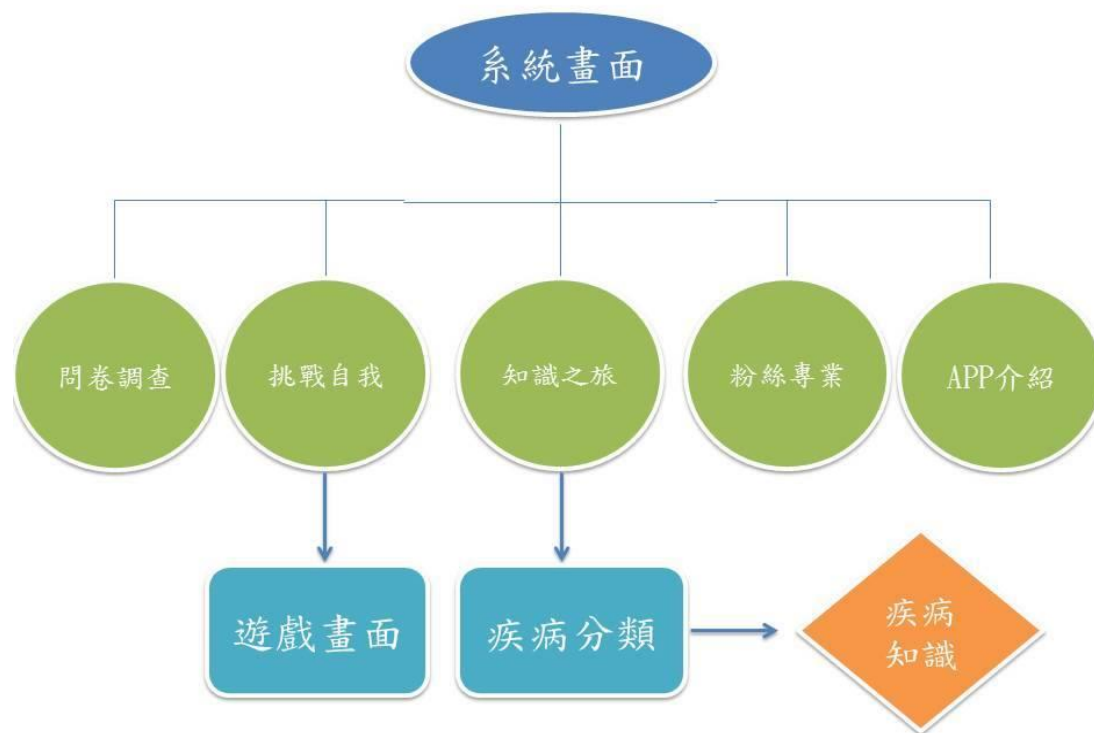 系統畫面
問卷調查
挑戰自我
知識之旅
粉絲專業
APP介紹
遊戲畫面
疾病分類
疾病
知識